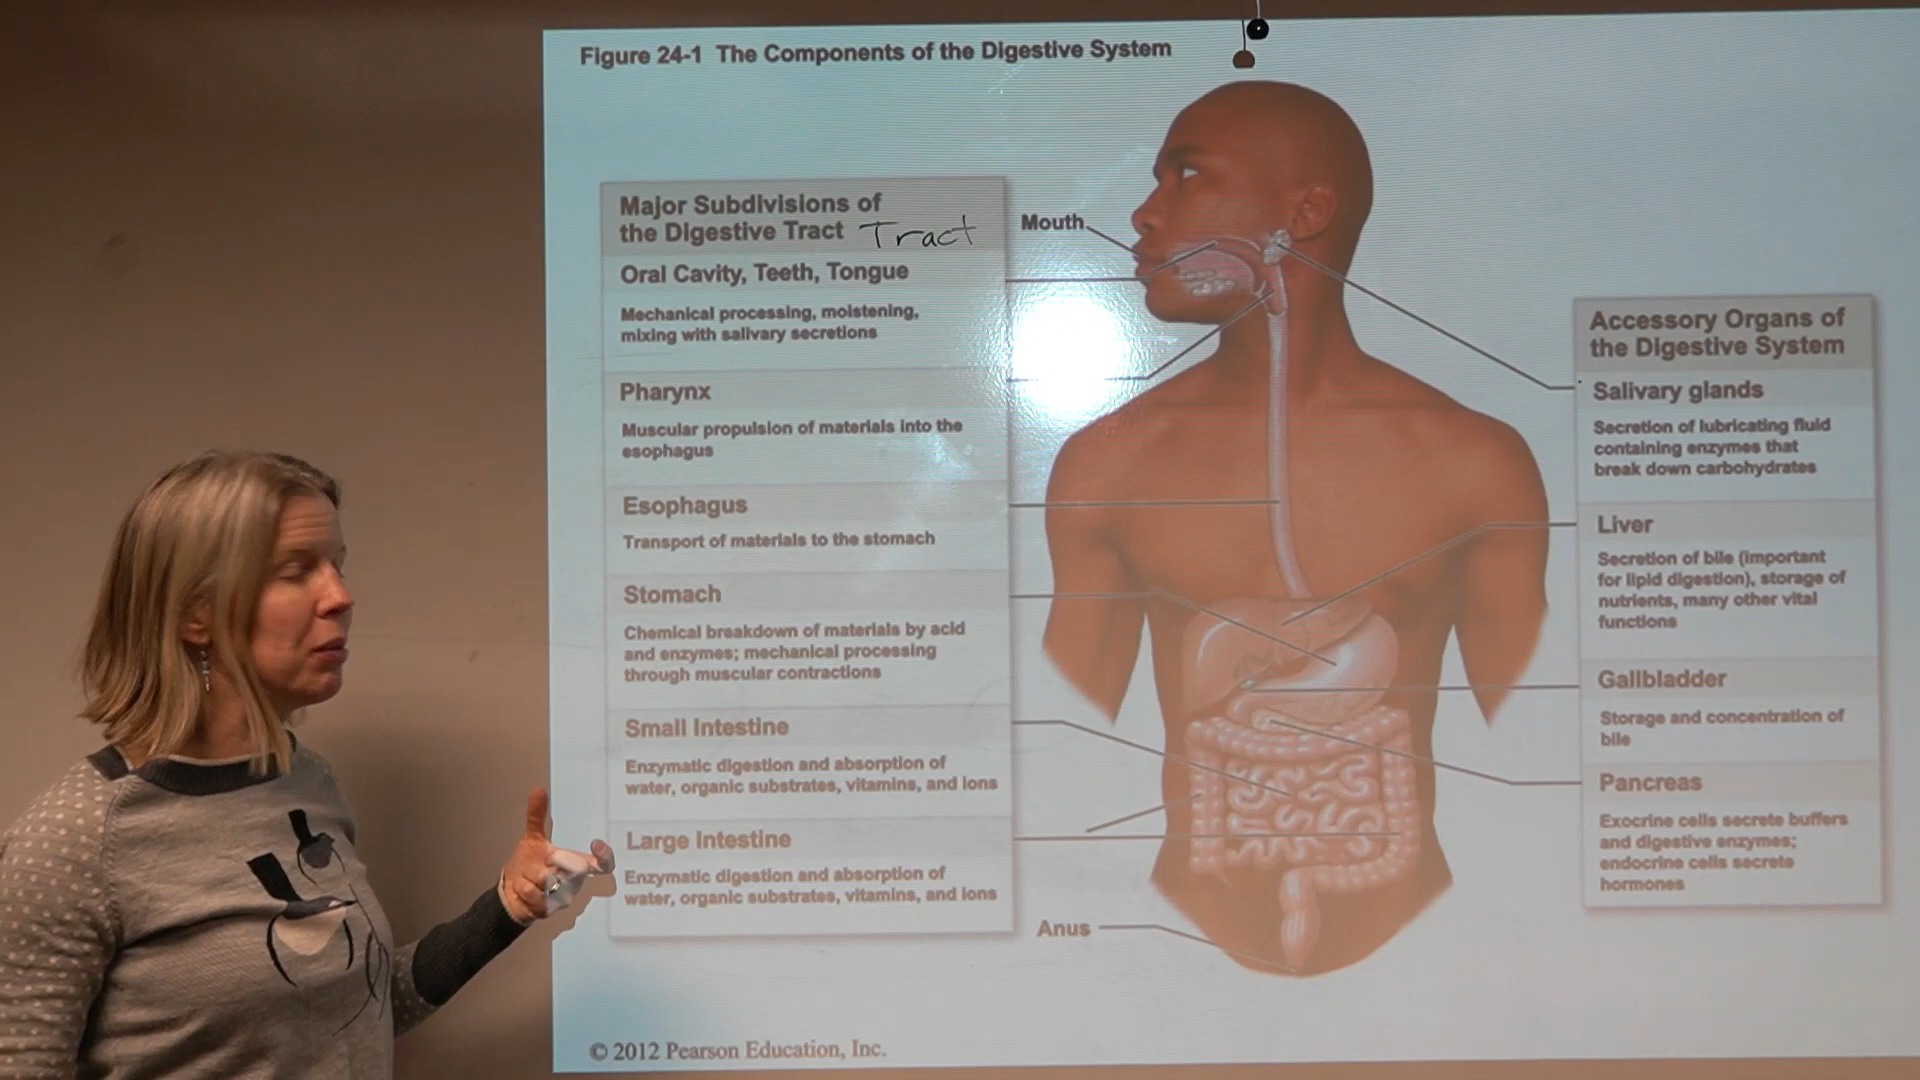 Figure 24-1 The Components of the Digestive System
Major Subdivisions of
the Digestive Tract Tract
Oral Cavity, Teeth, Tongue
Mechanical processing, moistening,
mixing with salivary secretions
Pharynx
Muscular propulsion of materials into the
esophagus
Esophagus
Transport of materials to the stomach
Stomach
Chemical breakdown of materials by acid
and enzymes; mechanical processing
through muscular contractions
Small Intestine
Enzymatic digestion and absorption of
water, organic substrates, vitamins, and ions
Large Intestine
Enzymatic digestion and absorption of
water, organic substrates, vitamins, and ions
Mouth
Anus
Accessory Organs of
the Digestive System
Salivary glands
Secretion of lubricating fluid
containing enzymes that
break down carbohydrates
Liver
Secretion of bile (important
for lipid digestion), storage of
nutrients, many other vital
functions
Gallbladder
Storage and concentration of
bile
Pancreas
Exocrine cells secrete buffers
and digestive enzymes;
endocrine cells secrete
hormones
© 2012 Pearson Education, Inc.